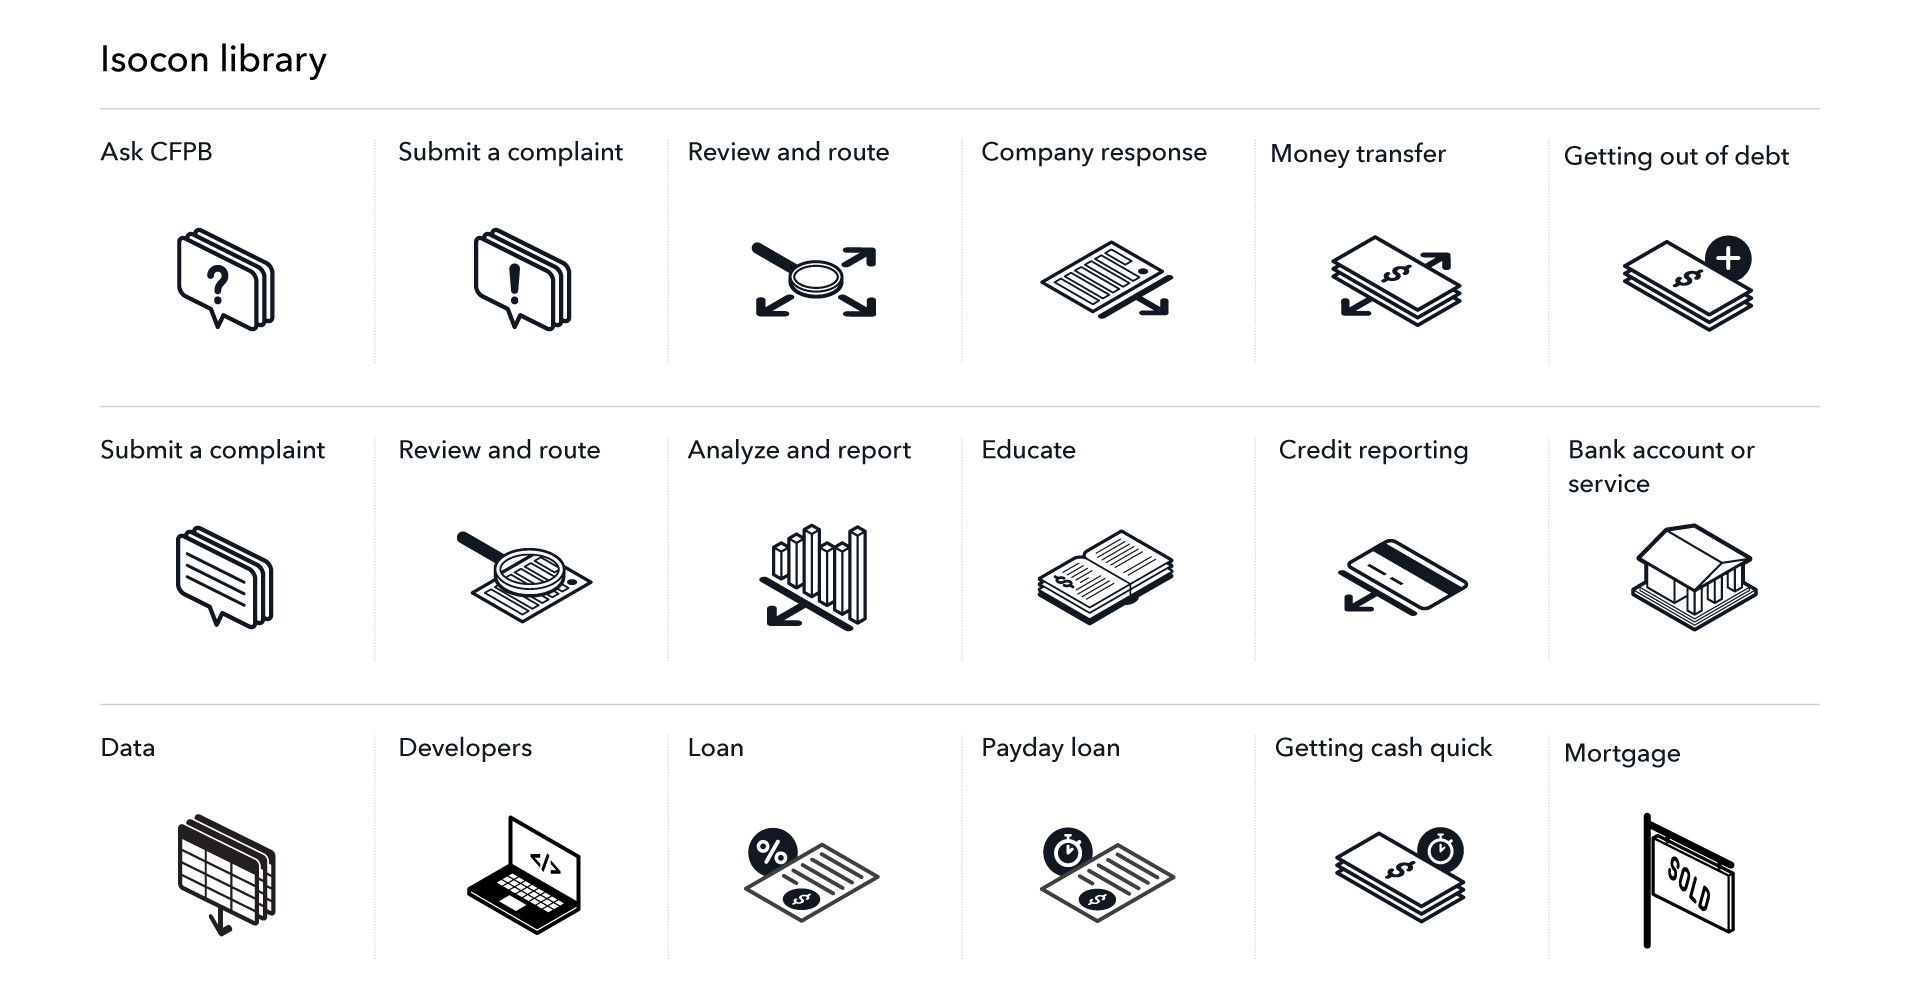 Isocon library
Ask CFPB
Submit a complaint
Review and route
Company response
Money transfer
Getting out of debt
?
!
$
$
Submit a complaint
Review and route
Analyze and report
Educate
Credit reporting
Bank account or
service
$
Data
Developers
Loan
Payday loan
Getting cash quick
Mortgage
</>
%
$
$
$
SOLD